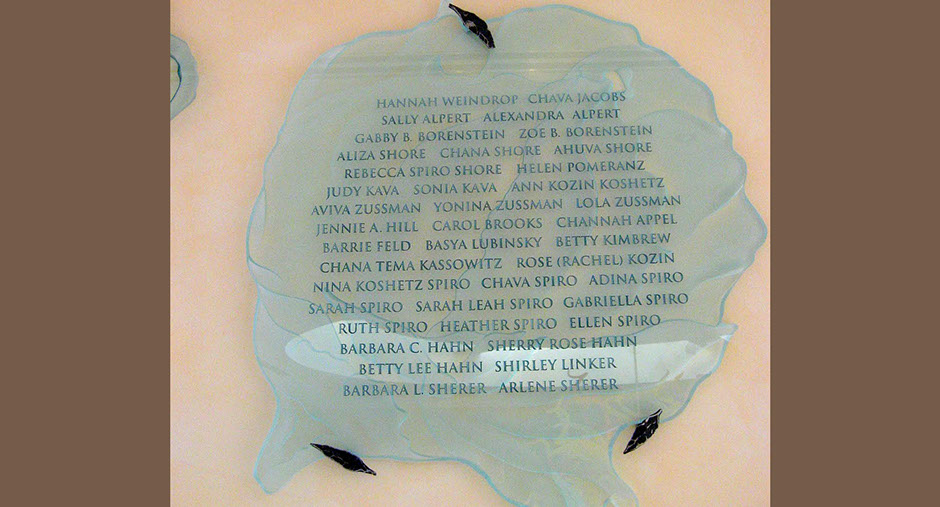 HANNAH WEINDROP CHAVA JACOBS
SALLY ALPERT ALEXANDRA ALPERT
GABBY B. BORENSTEIN ZOE B. BORENSTEIN
ALIZA SHORE CHANA SHORE AHUVA SHORE
REBECCA SPIRO SHORE HELEN POMERANZ
JUDY KAVA SONIA KAVA ANN KOZIN KOSHETZ
AVIVA ZUSSMAN YONINA ZUSSMAN LOLA ZUSSMAN
JENNIE A. HILL CAROL BROOKS CHANNAH APPEL
BARRIE FELD BASYA LUBINSKY BETTY KIMBREW
CHANA TEMA KASSOWITZ ROSE (RACHEL) KOZIN
NINA KOSHETZ SPIRO CHAVA SPIRO ADINA SPIRO
SARAH SPIRO SARAH LEAH SPIRO GABRIELLA SPIRO
RUTH SPIRO HEATHER SPIRO ELLEN SPIRO
BARBARA C. HAHN SHERRY ROSE HAHN
BETTY LEE HAHN SHIRLEY LINKER
BARBARA L. SHERER ARLENE SHERER